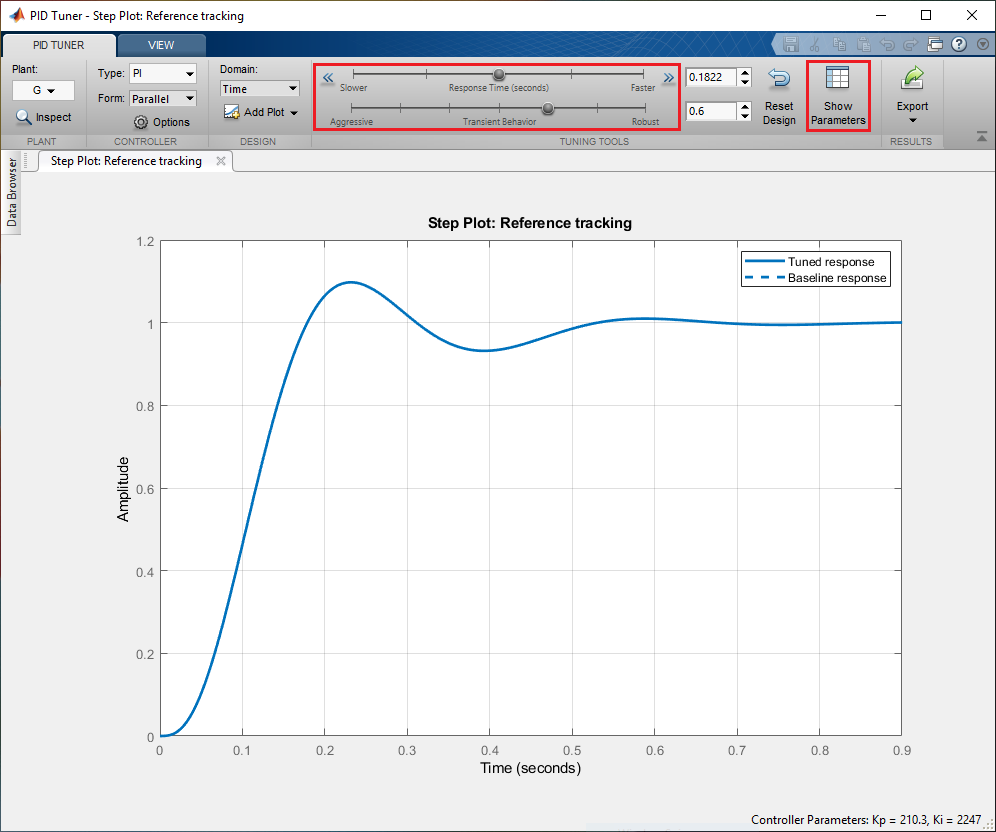 PID Tuner - Step Plot: Reference tracking
PID TUNER
VIEW
Plant:
G
Inspect
PLANT
Type: PI
Form: Parallel
Options
CONTROLLER
Domain:
Time
Add Plot
DESIGN
Slower Response Time (seconds) Faster
Aggressive Transient Behavior Robust
0.1822
0.6
Reset
Design
Show
Parameters
TUNING TOOLS
Export
RESULTS
Data Browser
Step Plot: Reference tracking
Step Plot: Reference tracking
Tuned response
Baseline response
Amplitude
1.2
1
0.8
0.6
0.4
0.2
0
0 0.1 0.2 0.3 0.4 0.5 0.6 0.7 0.8 0.9
Time (seconds)
Controller Parameters: Kp = 210.3, Ki = 2247